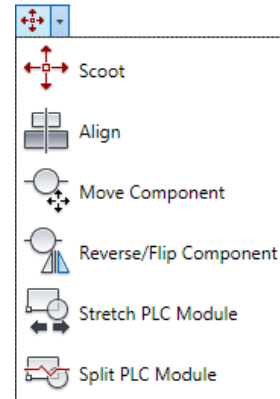 Scoot
Align
Move Component
Reverse/Flip Component
Stretch PLC Module
Split PLC Module